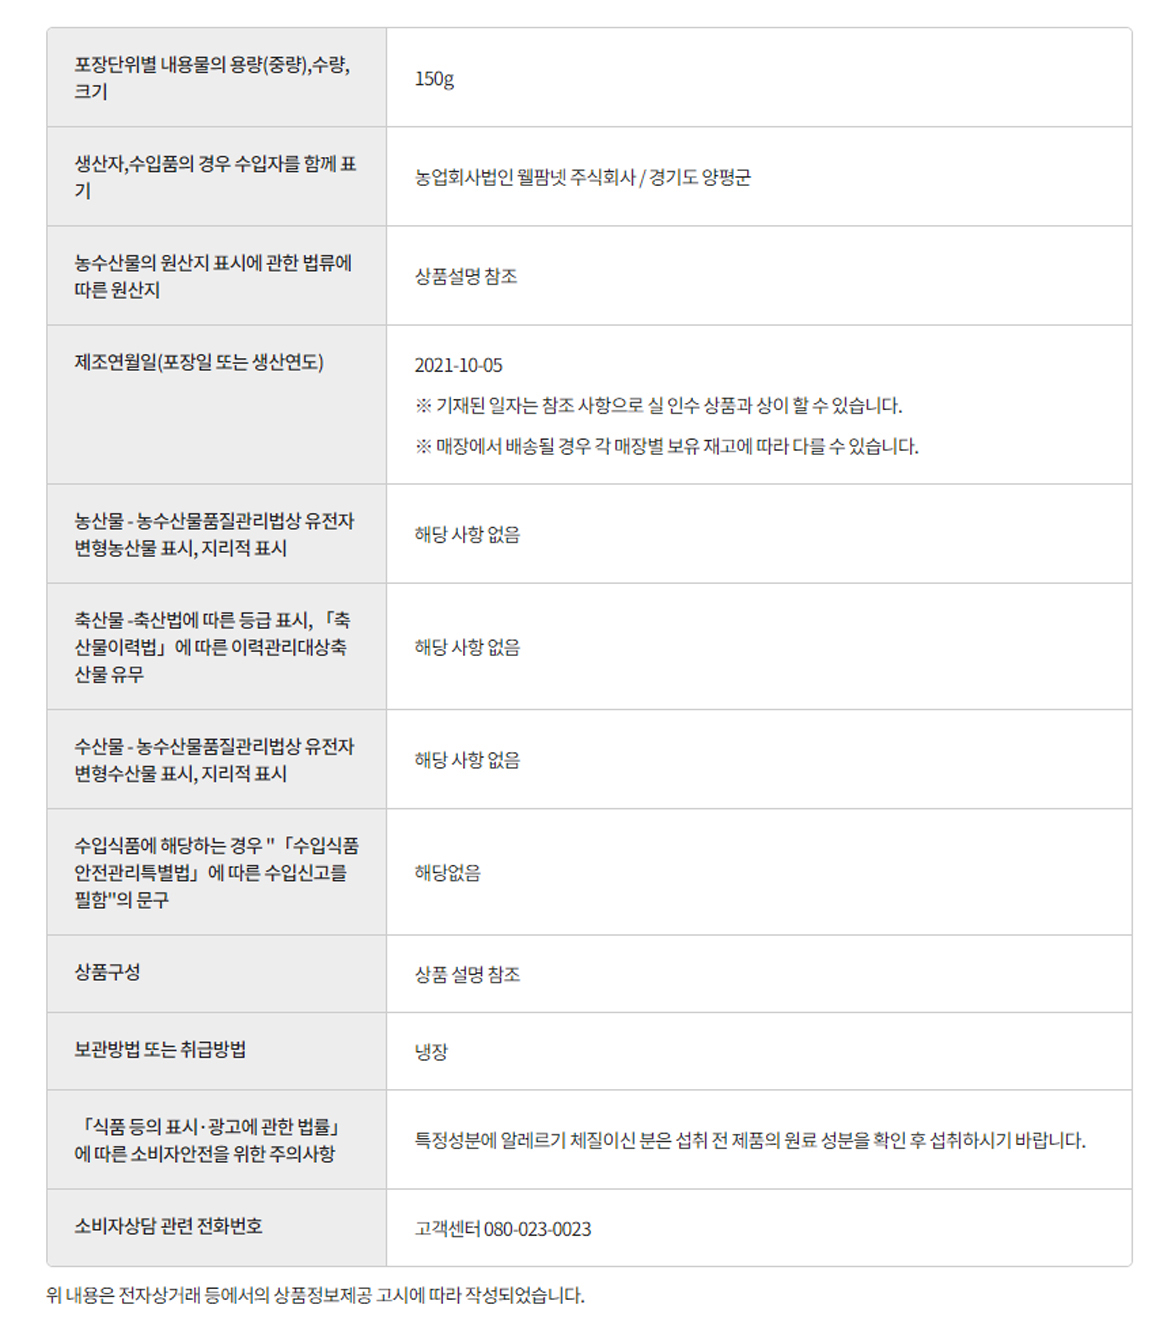 포장단위별 내용물의 용량(중량),수량,
크기
150g
생산자,수입품의 경우 수입자를 함께 표
기
농업회사법인 웰팜넷 주식회사 / 경기도 양평군
농수산물의 원산지 표시에 관한 법류에
따른 원산지
상품설명 참조
제조연월일(포장일 또는 생산연도)
2021-10-05
※ 기재된 일자는 참조 사항으로 실 인수 상품과 상이 할 수 있습니다.
※ 매장에서 배송될 경우 각 매장별 보유 재고에 따라 다를 수 있습니다.
농산물 - 농수산물품질관리법상 유전자
변형농산물 표시, 지리적 표시
해당 사항 없음
축산물 -축산법에 따른 등급 표시, 「축
산물이력법」에 따른 이력관리대상축
산물 유무
해당 사항 없음
수산물 - 농수산물품질관리법상 유전자
변형수산물 표시, 지리적 표시
해당 사항 없음
수입식품에 해당하는 경우 "「수입식품
안전관리특별법」에 따른 수입신고를
필함"의 문구
해당없음
상품구성
상품 설명 참조
보관방법 또는 취급방법
냉장
「식품 등의 표시·광고에 관한 법률」
에 따른 소비자안전을 위한 주의사항
특정성분에 알레르기 체질이신 분은 섭취 전 제품의 원료 성분을 확인 후 섭취하시기 바랍니다.
소비자상담 관련 전화번호
고객센터 080-023-0023
위 내용은 전자상거래 등에서의 상품정보제공 고시에 따라 작성되었습니다.